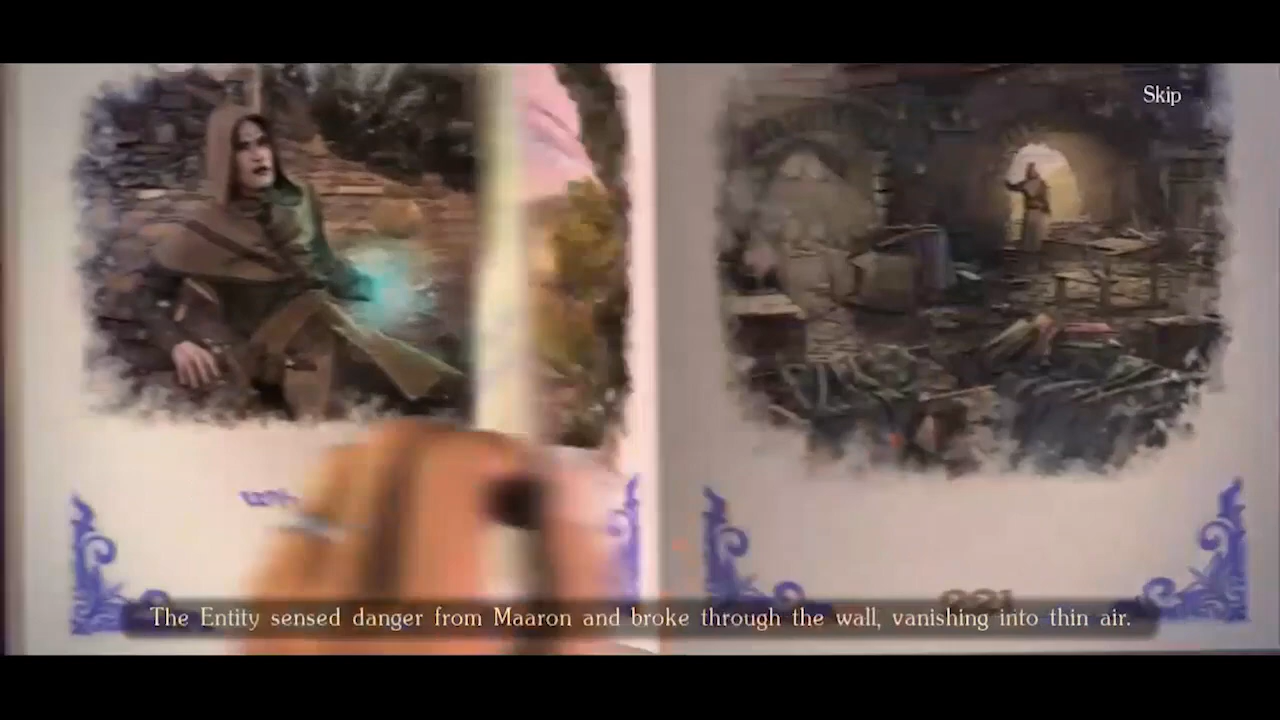 Skip
The Entity sensed danger from Maaron and broke through the wall, vanishing into thin air.